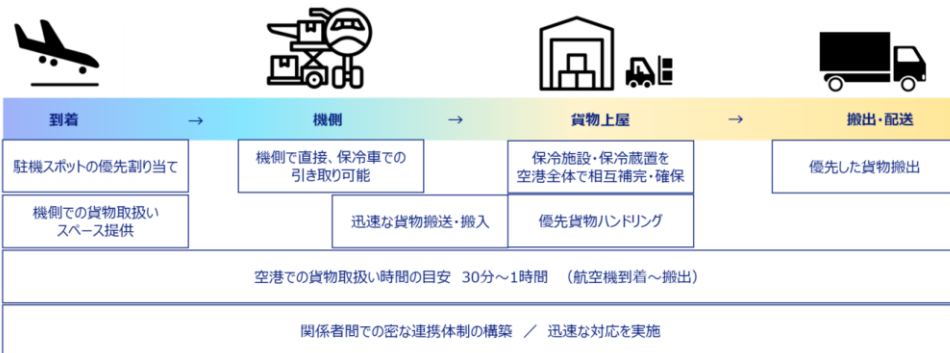 到着 → 機側 → 貨物上屋 → 搬出・配送
駐機スポットの優先割り当て
機側で直接、保冷車での
引き取り可能
保冷施設・保冷蔵置を
空港全体で相互補完・確保
優先した貨物搬出
機側での貨物取扱い
スペース提供
迅速な貨物搬送・搬入
優先貨物ハンドリング
空港での貨物取扱い時間の目安 30分～1時間 （航空機到着～搬出）
関係者間での密な連携体制の構築 ／ 迅速な対応を実施